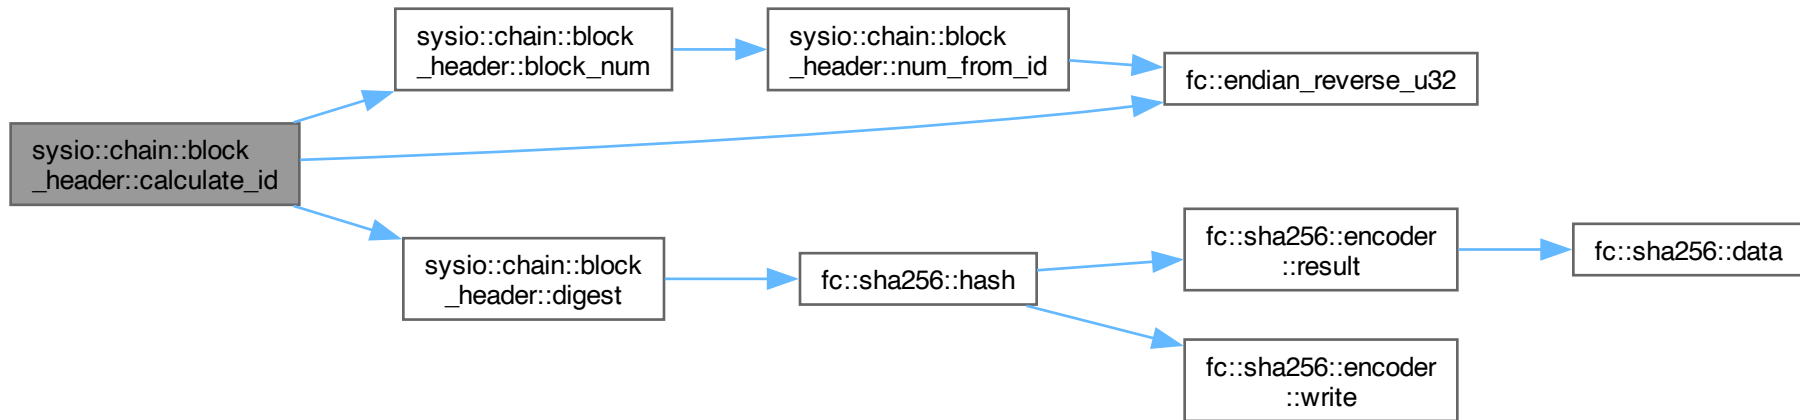 sysio::chain::block
_header::block_num
sysio::chain::block
_header::num_from_id
fc::endian_reverse_u32
sysio::chain::block
_header::calculate_id
sysio::chain::block
_header::digest
fc::sha256::hash
fc::sha256::encoder
::result
fc::sha256::data
fc::sha256::encoder
::write